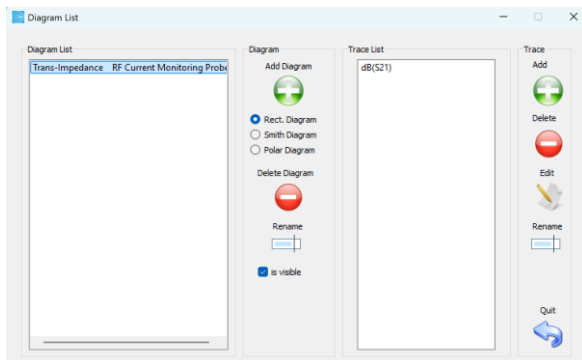 Diagram List
Diagram List
Trans-Impedance RF Current Monitoring Probe
Diagram
Add Diagram
Rect. Diagram
Smith Diagram
Polar Diagram
Delete Diagram
Rename
is visible
Trace List
dB(S21)
Trace
Add
Delete
Edit
Rename
Quit